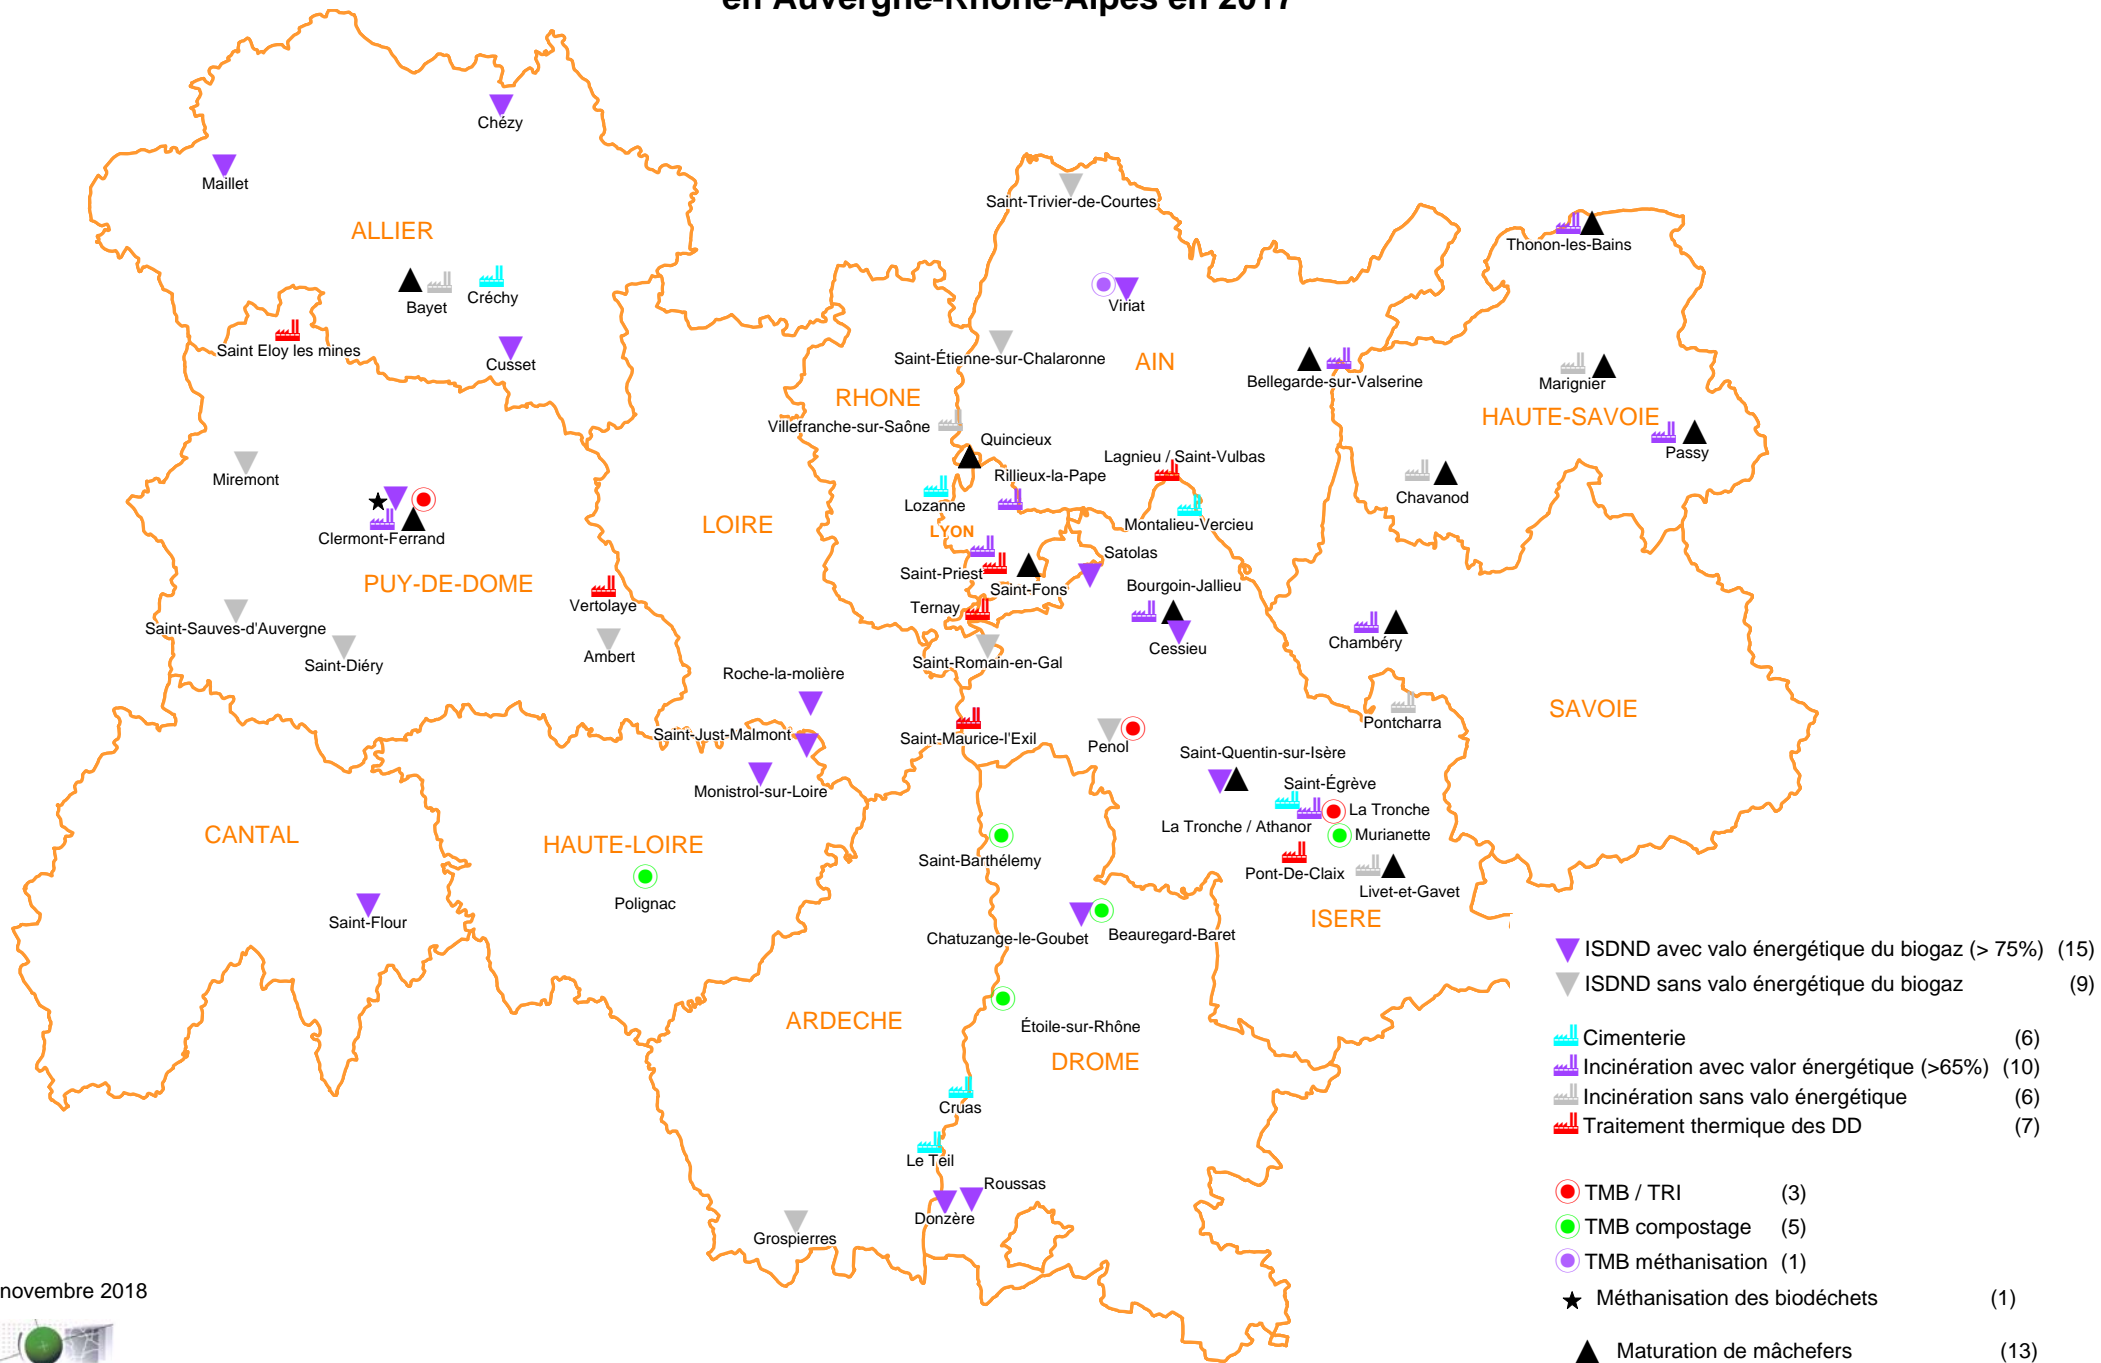 en Auvergne-Rhône-Alpes en 2017
Chézy
Maillet
ALLIER
Bayet
Créchy
Saint Eloy les mines
Cusset
Saint-Trivier-de-Courtes
Viriat
Saint-Étienne-sur-Chalaronne
AIN
Thonon-les-Bains
Bellegarde-sur-Valserine
Marignier
HAUTE-SAVOIE
Passy
Chavanod
RHONE
Villefranche-sur-Saône
Quincieux
Rillieux-la-Pape
Lagnieu / Saint-Vulbas
Lozanne
Montalieu-Vercieu
LYON
Satolas
Saint-Priest
Saint-Fons
Bourgoin-Jallieu
Ternay
Cessieu
Chambéry
Saint-Romain-en-Gal
Miremont
Clermont-Ferrand
LOIRE
PUY-DE-DOME
Vertolaye
Saint-Sauves-d'Auvergne
Saint-Diéry
Ambert
Roche-la-molière
Saint-Just-Malmont
Monistrol-sur-Loire
Saint-Maurice-l'Exil
Penol
Pontcharra
SAVOIE
Saint-Quentin-sur-Isère
Saint-Égrève
La Tronche
La Tronche / Athanor
Murianette
Pont-De-Claix
Livet-et-Gavet
CANTAL
HAUTE-LOIRE
Saint-Barthélemy
Polignac
Saint-Flour
Chatuzange-le-Goubet
Beauregard-Baret
ISERE
ARDECHE
Étoile-sur-Rhône
DROME
Cruas
Le Teil
Roussas
Donzère
Grospierres
ISDND avec valo énergétique du biogaz (> 75%) (15)
ISDND sans valo énergétique du biogaz (9)
Cimenterie (6)
Incinération avec valor énergétique (>65%) (10)
Incinération sans valo énergétique (6)
Traitement thermique des DD (7)
TMB / TRI (3)
TMB compostage (5)
TMB méthanisation (1)
Méthanisation des biodéchets (1)
Maturation de mâchefers (13)
novembre 2018